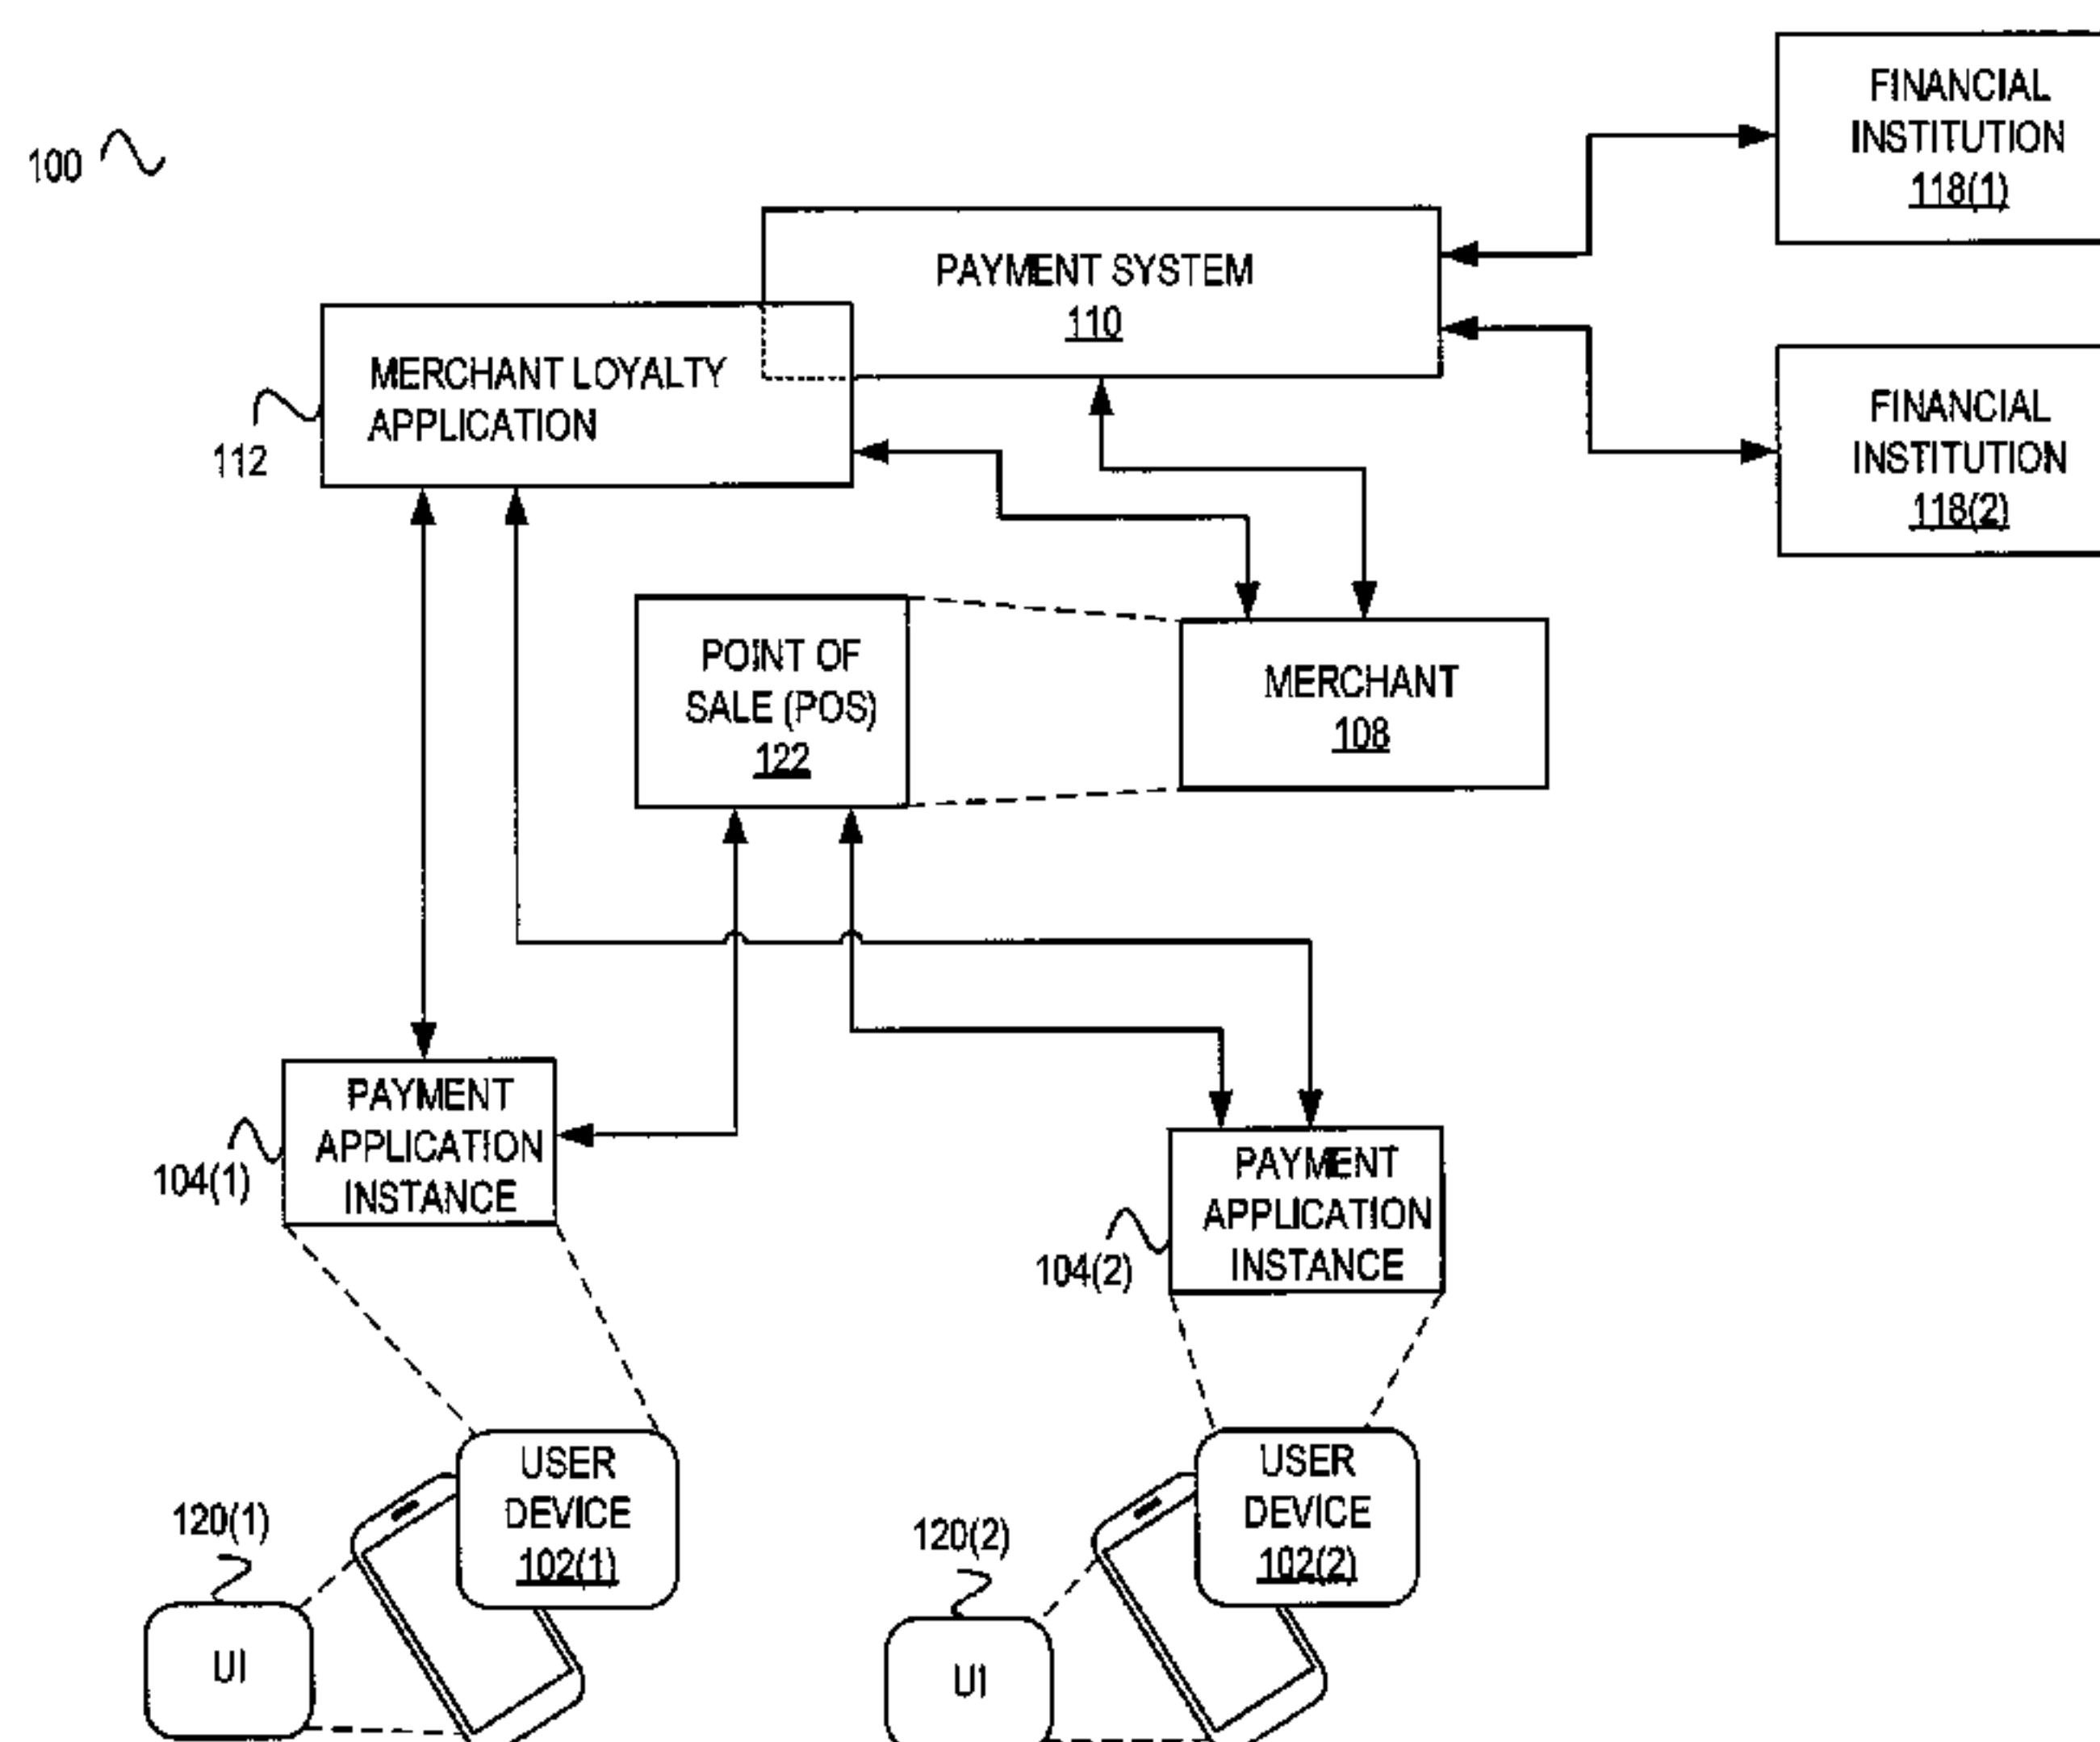 FINANCIAL
INSTITUTION
118(1)
100
PAYMENT SYSTEM
110
MERCHANT LOYALTY
APPLICATION
112
FINANCIAL
INSTITUTION
118(2)
POINT OF
SALE (POS)
122
MERCHANT
108
PAYMENT
APPLICATION
INSTANCE
104(1)
PAYMENT
APPLICATION
INSTANCE
104(2)
USER
DEVICE
102(1)
120(1)
UI
USER
DEVICE
102(2)
120(2)
UI